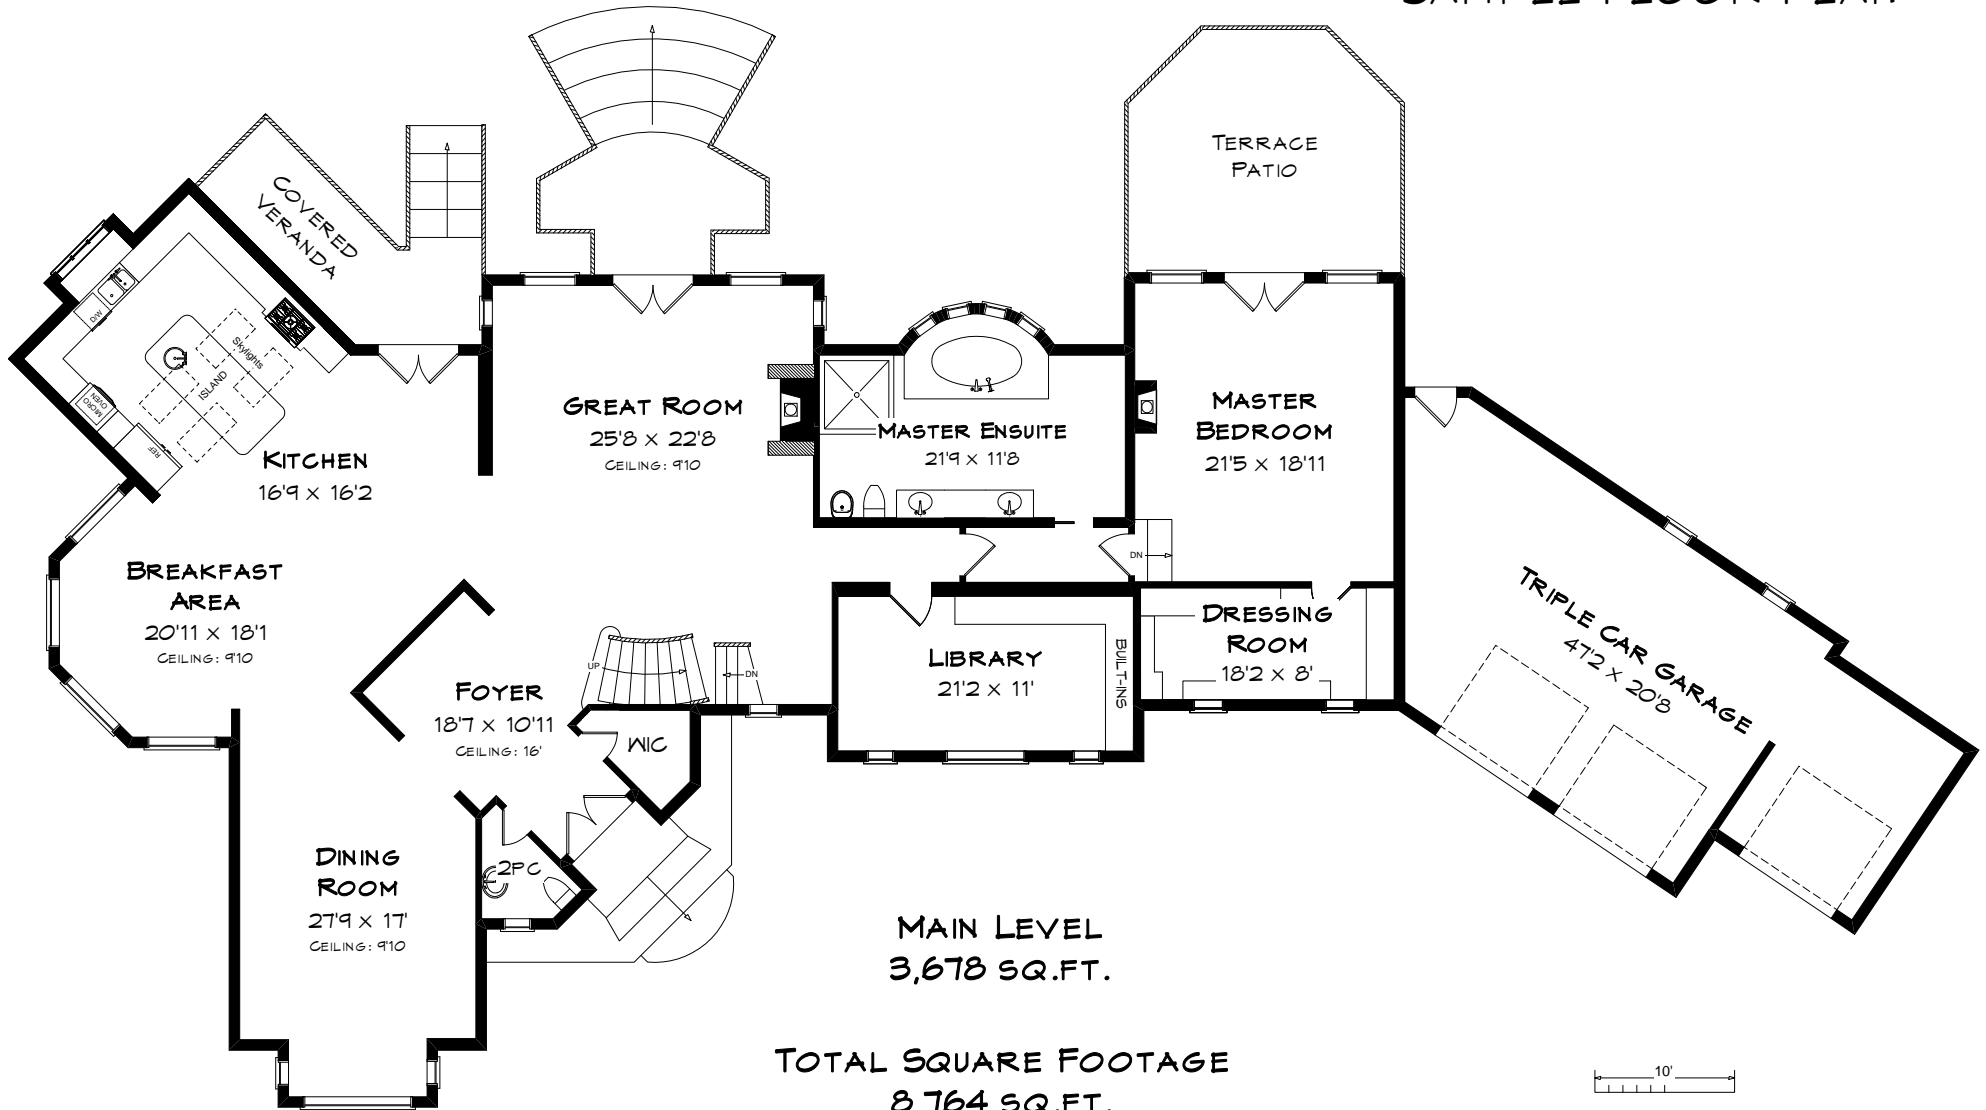 SAMPLE FLOOR PLAN
TERRACE
PATIO
COVERED
VERANDA
D/W
Skylights
ISLAND
MICRO
OVEN
REF
KITCHEN
16'9 X 16'2
GREAT ROOM
25'8 X 22'8
CEILING: 9'10
MASTER ENSUITE
21'9 X 11'8
MASTER
BEDROOM
21'5 X 18'11
DN
BREAKFAST
AREA
20'11 X 18'1
CEILING: 9'10
FOYER
18'7 X 10'11
CEILING: 16'
UP
DN
WIC
LIBRARY
21'2 X 11'
BUILT-INS
DRESSING
ROOM
18'2 X 8'
TRIPLE CAR GARAGE
47'2 X 20'8
DINING
ROOM
27'9 X 17'
CEILING: 9'10
2PC
MAIN LEVEL
3,678 SQ.FT.
TOTAL SQUARE FOOTAGE
8,764 SQ.FT.
10'